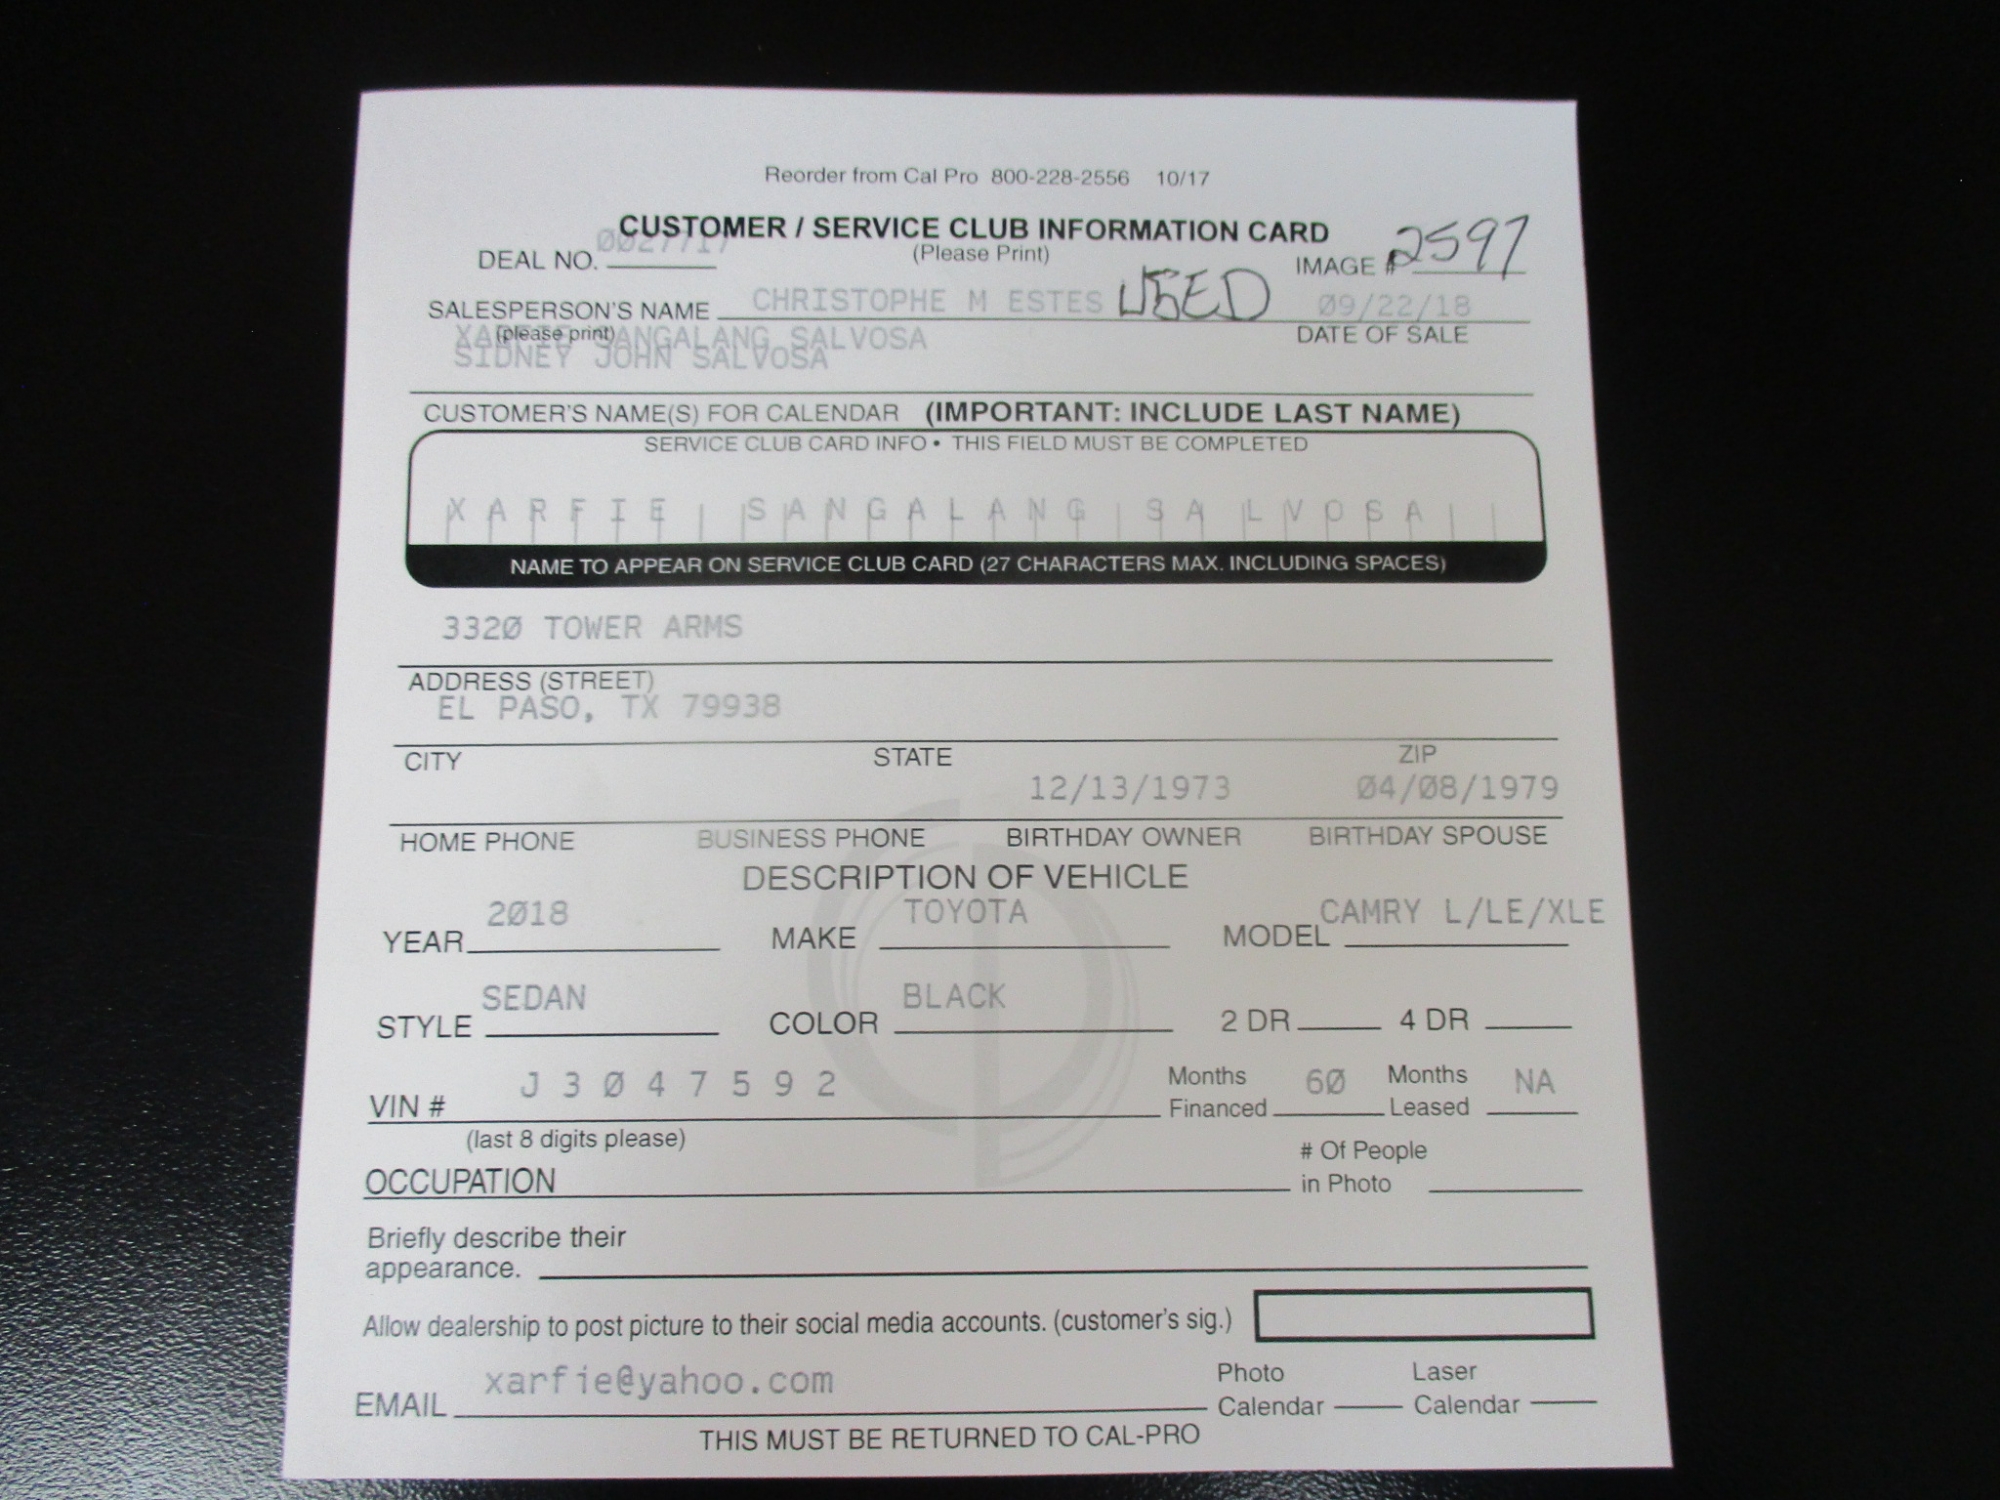 Reorder from Cal Pro 800-228-2556 10/17
CUSTOMER / SERVICE CLUB INFORMATION CARD
(Please Print)
DEAL NO. 0027717
IMAGE # 2597
SALESPERSON'S NAME CHRISTOPHE M ESTES USED 09/22/18
(please print) DATE OF SALE
XARFIE SANGALANG SALVOSA
SIDNEY JOHN SALVOSA
CUSTOMER'S NAME(S) FOR CALENDAR (IMPORTANT: INCLUDE LAST NAME)
SERVICE CLUB CARD INFO • THIS FIELD MUST BE COMPLETED
XARFIE SANGALANG SALVOSA
NAME TO APPEAR ON SERVICE CLUB CARD (27 CHARACTERS MAX. INCLUDING SPACES)
3320 TOWER ARMS
ADDRESS (STREET)
EL PASO, TX 79938
CITY STATE ZIP
12/13/1973 04/08/1979
HOME PHONE BUSINESS PHONE BIRTHDAY OWNER BIRTHDAY SPOUSE
DESCRIPTION OF VEHICLE
YEAR 2018 MAKE TOYOTA MODEL CAMRY L/LE/XLE
STYLE SEDAN COLOR BLACK 2 DR 4 DR
VIN # J3047592 Months Financed 60 Months Leased NA
(last 8 digits please)
OCCUPATION # Of People in Photo
Briefly describe their
appearance.
Allow dealership to post picture to their social media accounts. (customer's sig.)
EMAIL xarfie@yahoo.com Photo Calendar Laser Calendar
THIS MUST BE RETURNED TO CAL-PRO